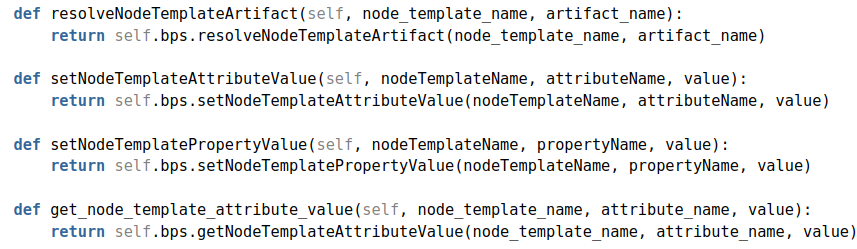 def resolveNodeTemplateArtifact(self, node_template_name, artifact_name):
    return self.bps.resolveNodeTemplateArtifact(node_template_name, artifact_name)

def setNodeTemplateAttributeValue(self, nodeTemplateName, attributeName, value):
    return self.bps.setNodeTemplateAttributeValue(nodeTemplateName, attributeName, value)

def setNodeTemplatePropertyValue(self, nodeTemplateName, propertyName, value):
    return self.bps.setNodeTemplatePropertyValue(nodeTemplateName, propertyName, value)

def get_node_template_attribute_value(self, node_template_name, attribute_name, value):
    return self.bps.getNodeTemplateAttributeValue(node_template_name, attribute_name, value)